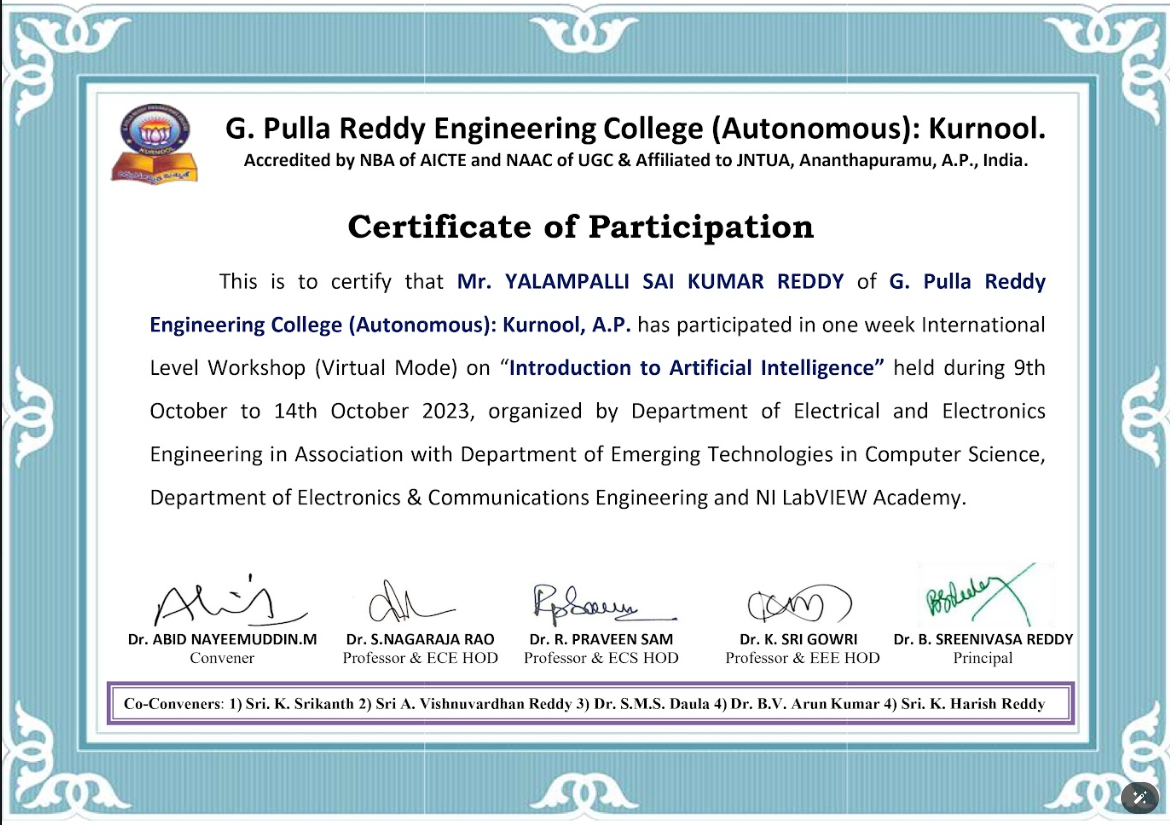 G. Pulla Reddy Engineering College (Autonomous): Kurnool.
Accredited by NBA of AICTE and NAAC of UGC & Affiliated to JNTUA, Ananthapuramu, A.P., India.
KURNOOL
Certificate of Participation
This is to certify that Mr. YALAMPALLI SAI KUMAR REDDY of G. Pulla Reddy
Engineering College (Autonomous): Kurnool, A.P. has participated in one week International
Level Workshop (Virtual Mode) on “Introduction to Artificial Intelligence” held during 9th
October to 14th October 2023, organized by Department of Electrical and Electronics
Engineering in Association with Department of Emerging Technologies in Computer Science,
Department of Electronics & Communications Engineering and NI LabVIEW Academy.
Dr. ABID NAYEEMUDDIN.M Dr. S.NAGARAJA RAO Dr. R. PRAVEEN SAM Dr. K. SRI GOWRI Dr. B. SREENIVASA REDDY
Convener Professor & ECE HOD Professor & ECS HOD Professor & EEE HOD Principal
Co-Conveners: 1) Sri. K. Srikanth 2) Sri A. Vishnuvardhan Reddy 3) Dr. S.M.S. Daula 4) Dr. B.V. Arun Kumar 4) Sri. K. Harish Reddy